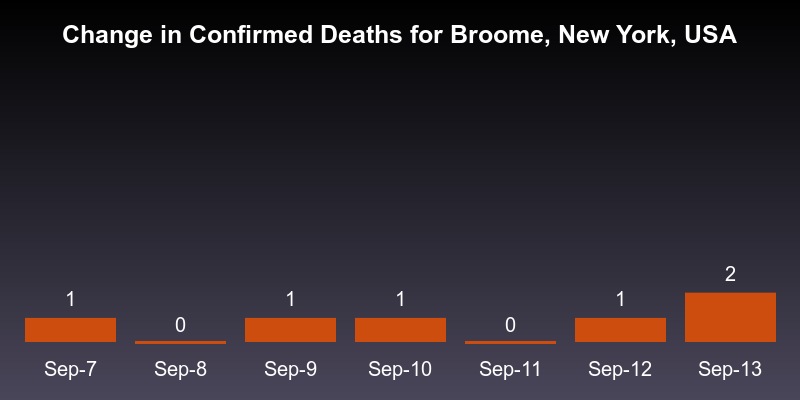 Change in Confirmed Deaths for Broome, New York, USA
1 0 1 1 0 1 2
Sep-7 Sep-8 Sep-9 Sep-10 Sep-11 Sep-12 Sep-13